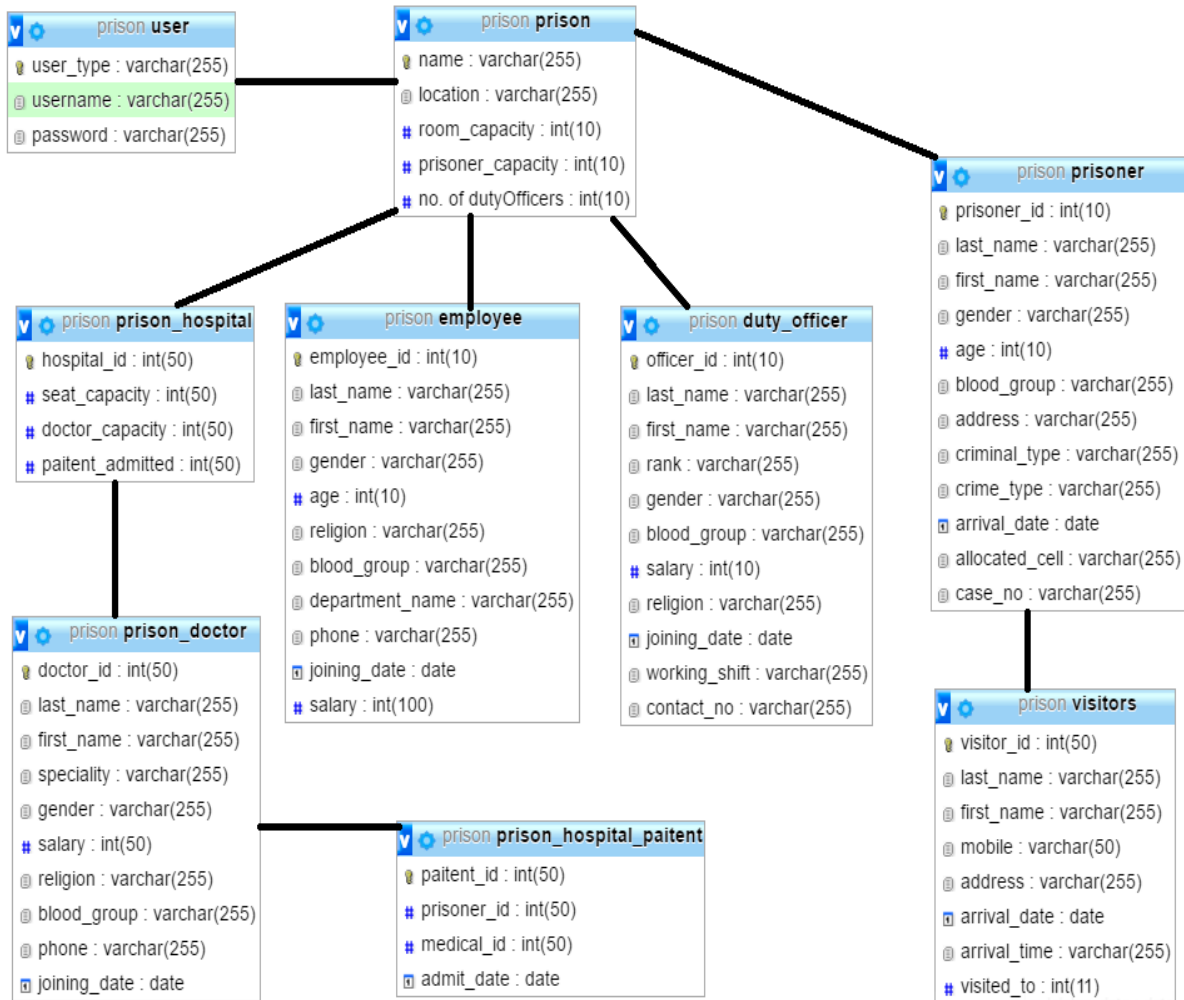 prison user
user_type : varchar(255)
username : varchar(255)
password : varchar(255)
prison prison
name : varchar(255)
location : varchar(255)
room_capacity : int(10)
prisoner_capacity : int(10)
no. of dutyOfficers : int(10)
prison prisoner
prisoner_id : int(10)
last_name : varchar(255)
first_name : varchar(255)
gender : varchar(255)
age : int(10)
blood_group : varchar(255)
address : varchar(255)
criminal_type : varchar(255)
crime_type : varchar(255)
arrival_date : date
allocated_cell : varchar(255)
case_no : varchar(255)
prison prison_hospital
hospital_id : int(50)
seat_capacity : int(50)
doctor_capacity : int(50)
paitent_admitted : int(50)
prison employee
employee_id : int(10)
last_name : varchar(255)
first_name : varchar(255)
gender : varchar(255)
age : int(10)
religion : varchar(255)
blood_group : varchar(255)
department_name : varchar(255)
phone : varchar(255)
joining_date : date
salary : int(100)
prison duty_officer
officer_id : int(10)
last_name : varchar(255)
first_name : varchar(255)
rank : varchar(255)
gender : varchar(255)
blood_group : varchar(255)
salary : int(10)
religion : varchar(255)
joining_date : date
working_shift : varchar(255)
contact_no : varchar(255)
prison prison_doctor
doctor_id : int(50)
last_name : varchar(255)
first_name : varchar(255)
speciality : varchar(255)
gender : varchar(255)
salary : int(50)
religion : varchar(255)
blood_group : varchar(255)
phone : varchar(255)
joining_date : date
prison prison_hospital_paitent
paitent_id : int(50)
prisoner_id : int(50)
medical_id : int(50)
admit_date : date
prison visitors
visitor_id : int(50)
last_name : varchar(255)
first_name : varchar(255)
mobile : varchar(50)
address : varchar(255)
arrival_date : date
arrival_time : varchar(255)
visited_to : int(11)